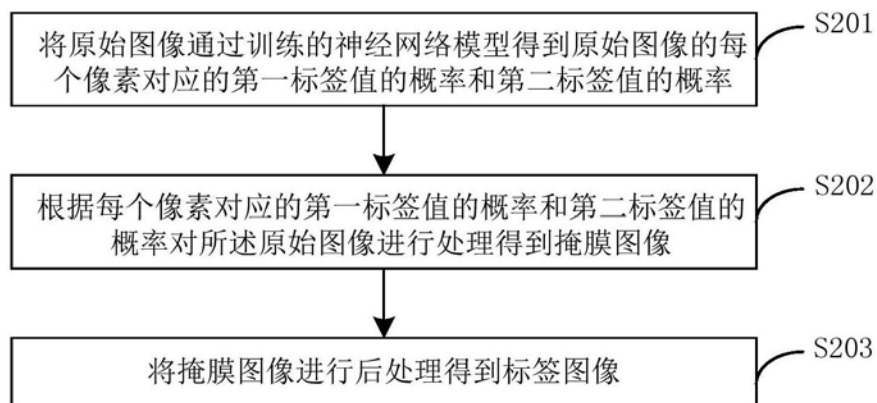 将原始图像通过训练的神经网络模型得到原始图像的每
个像素对应的第一标签值的概率和第二标签值的概率
S201
根据每个像素对应的第一标签值的概率和第二标签值的
概率对所述原始图像进行处理得到掩膜图像
S202
将掩膜图像进行后处理得到标签图像
S203